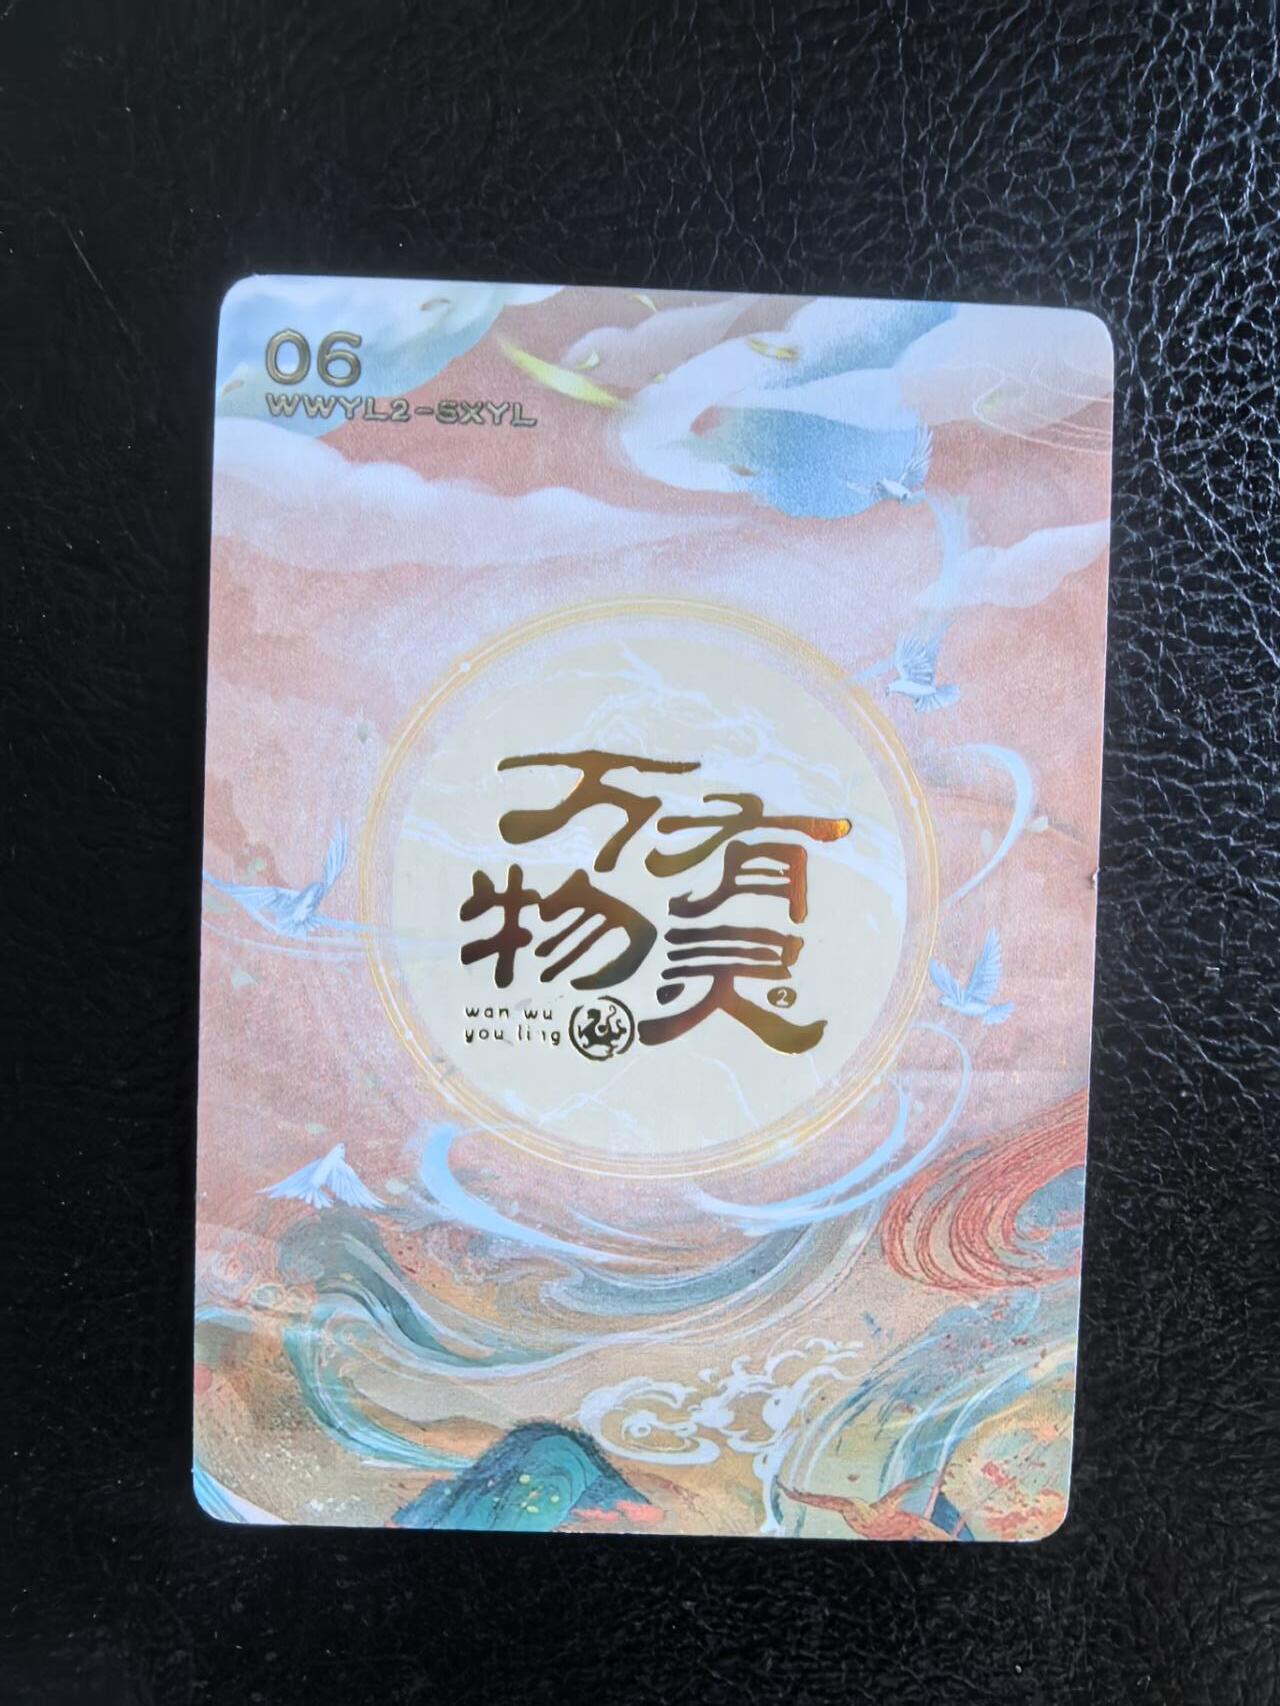 06
WWYL2-SXYL
万物
有灵
2
wan wu
you ling